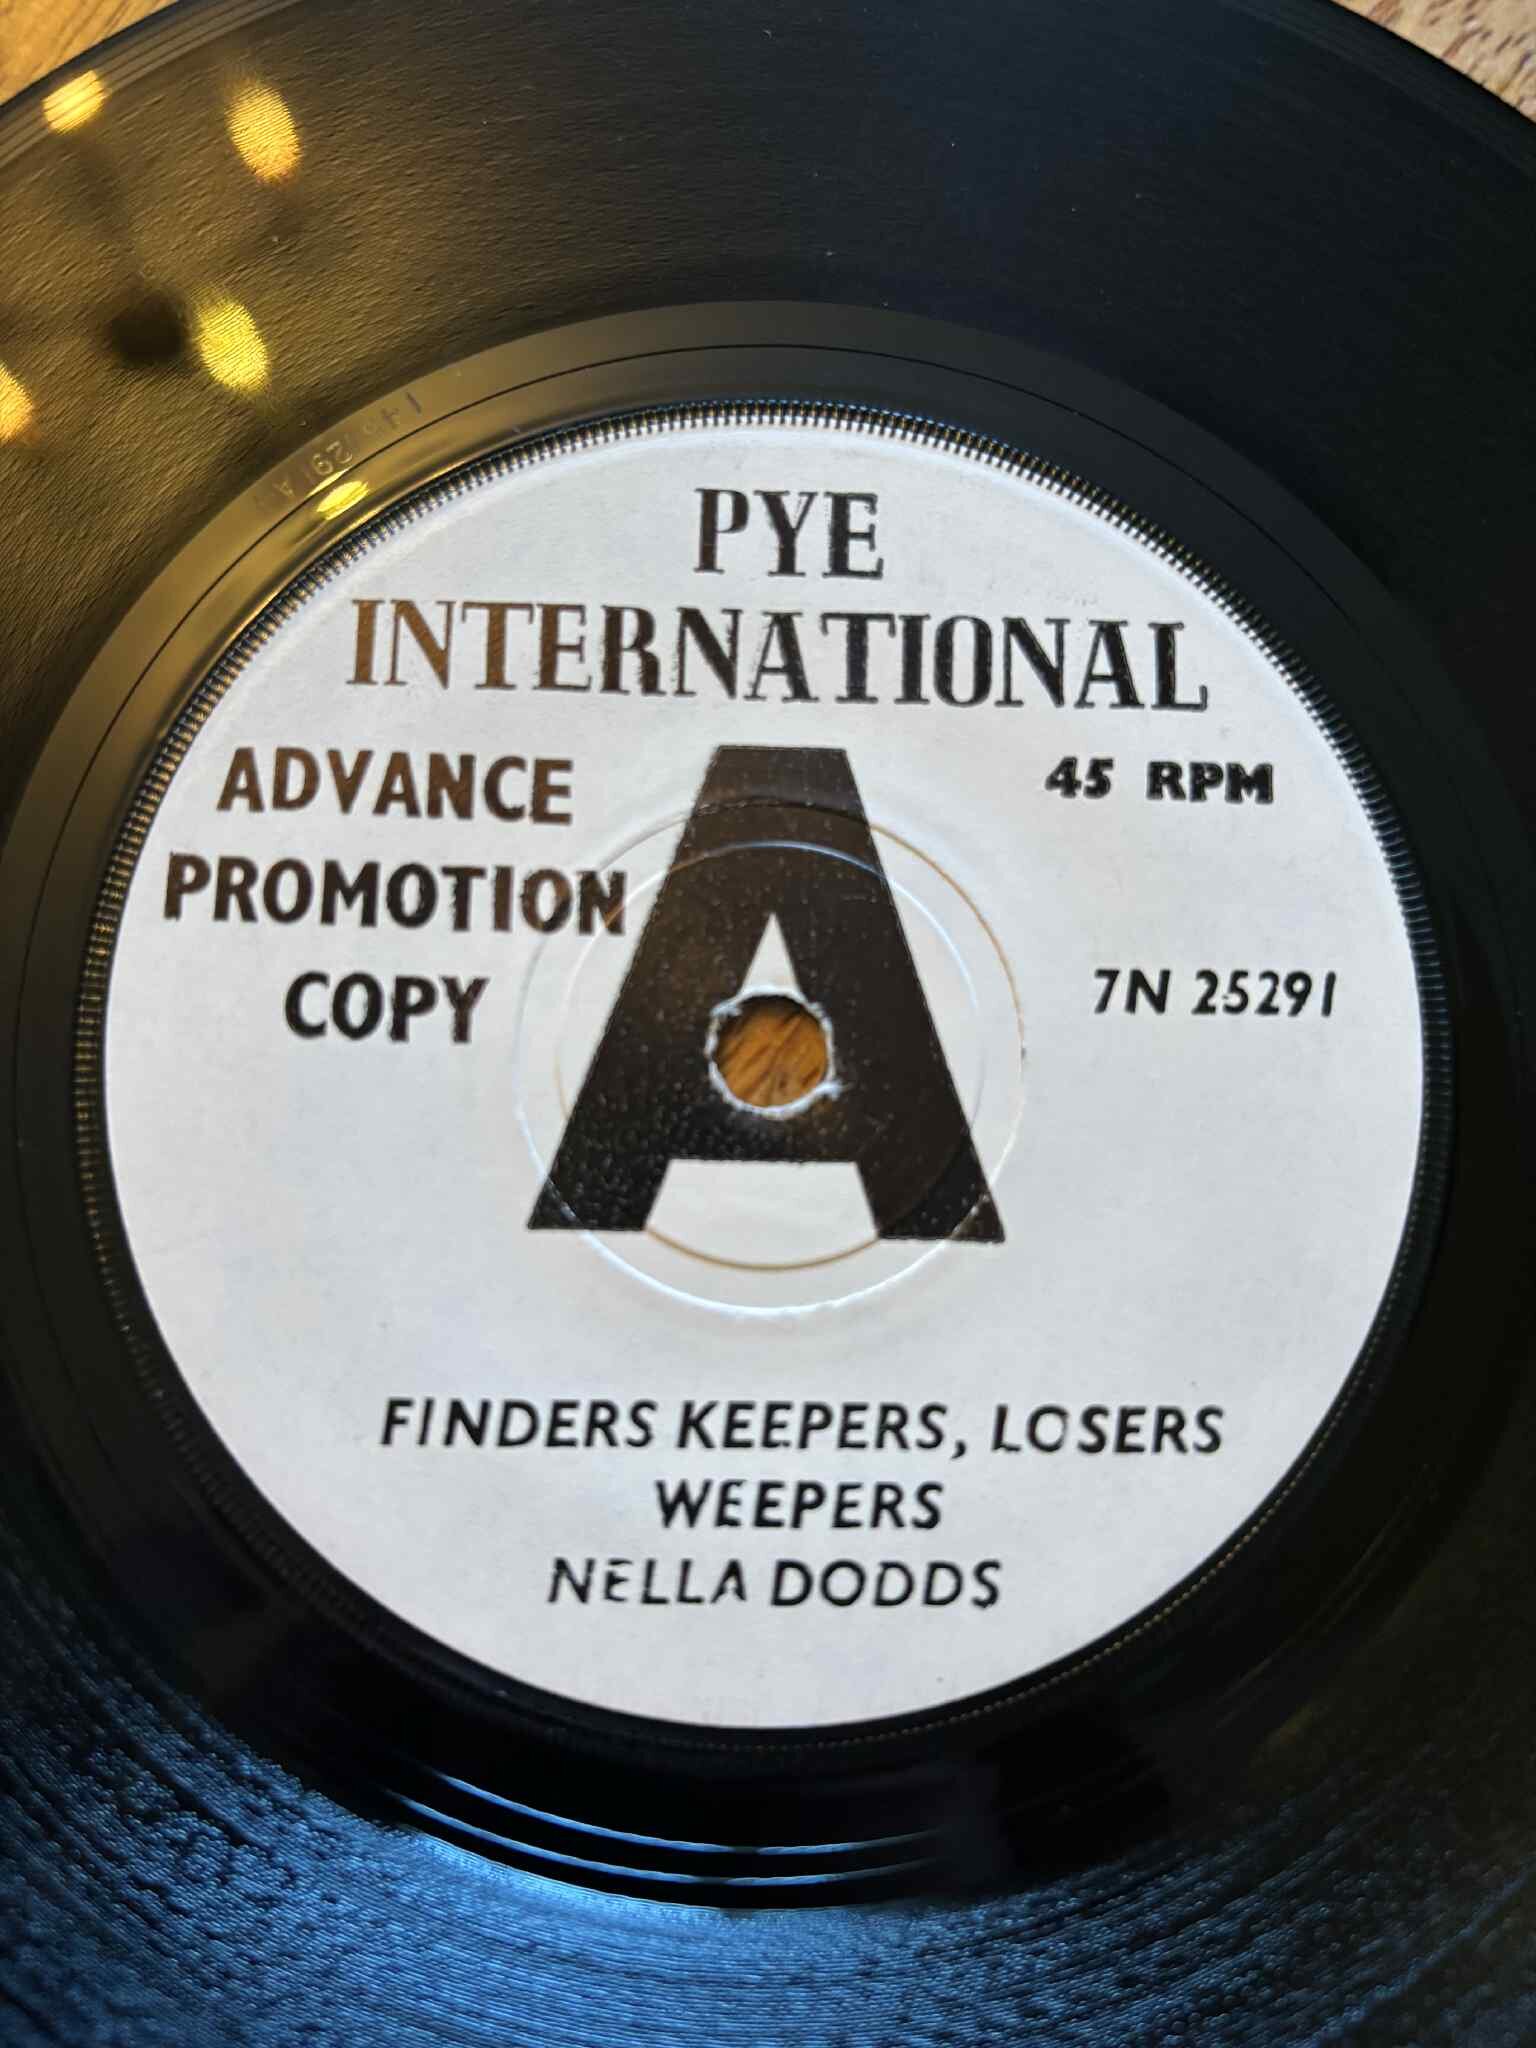 PYE
INTERNATIONAL
ADVANCE
PROMOTION
COPY
A
45 RPM
7N 25291
FINDERS KEEPERS, LOSERS
WEEPERS
NELLA DODDS